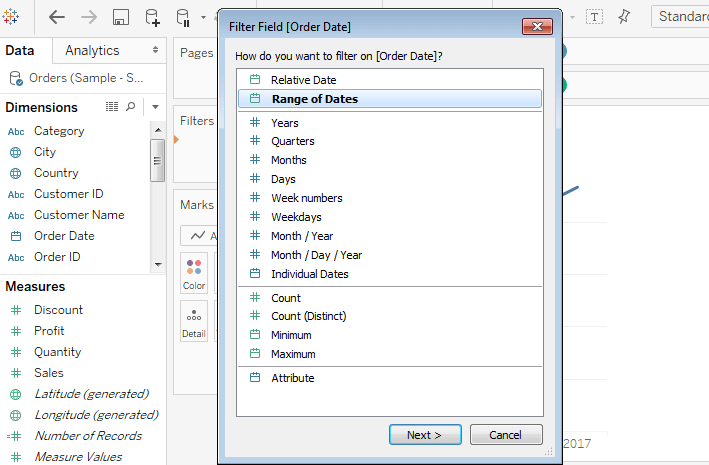 Filter Field [Order Date]
Standard
Data
Analytics
Pages
How do you want to filter on [Order Date]?
Orders (Sample - S...
Relative Date
Range of Dates
Dimensions
Filters
Years
Abc Category
Quarters
City
Months
Country
Days
Abc Customer ID
Week numbers
Marks
Abc Customer Name
Weekdays
Order Date
Month / Year
Abc Order ID
Month / Day / Year
Individual Dates
Measures
Color
Count
Discount
Count (Distinct)
Profit
Minimum
Detail
Quantity
Maximum
Sales
Attribute
Latitude (generated)
Longitude (generated)
Number of Records
Next >
Cancel
2017
Measure Values